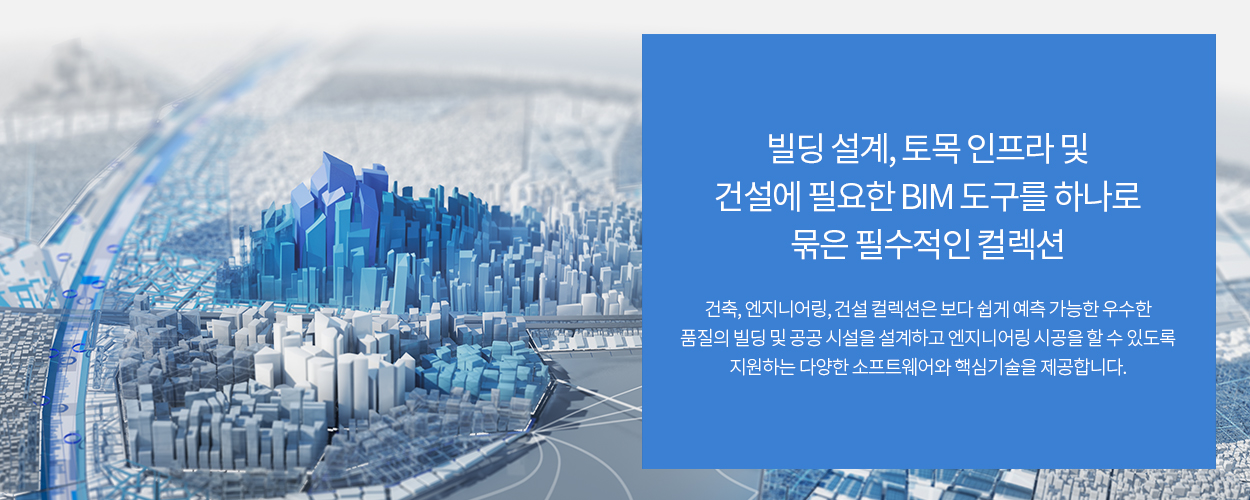 빌딩 설계, 토목 인프라 및
건설에 필요한 BIM 도구를 하나로
묶은 필수적인 컬렉션
건축, 엔지니어링, 건설 컬렉션은 보다 쉽게 예측 가능한 우수한
품질의 빌딩 및 공공 시설을 설계하고 엔지니어링 시공을 할 수 있도록
지원하는 다양한 소프트웨어와 핵심기술을 제공합니다.